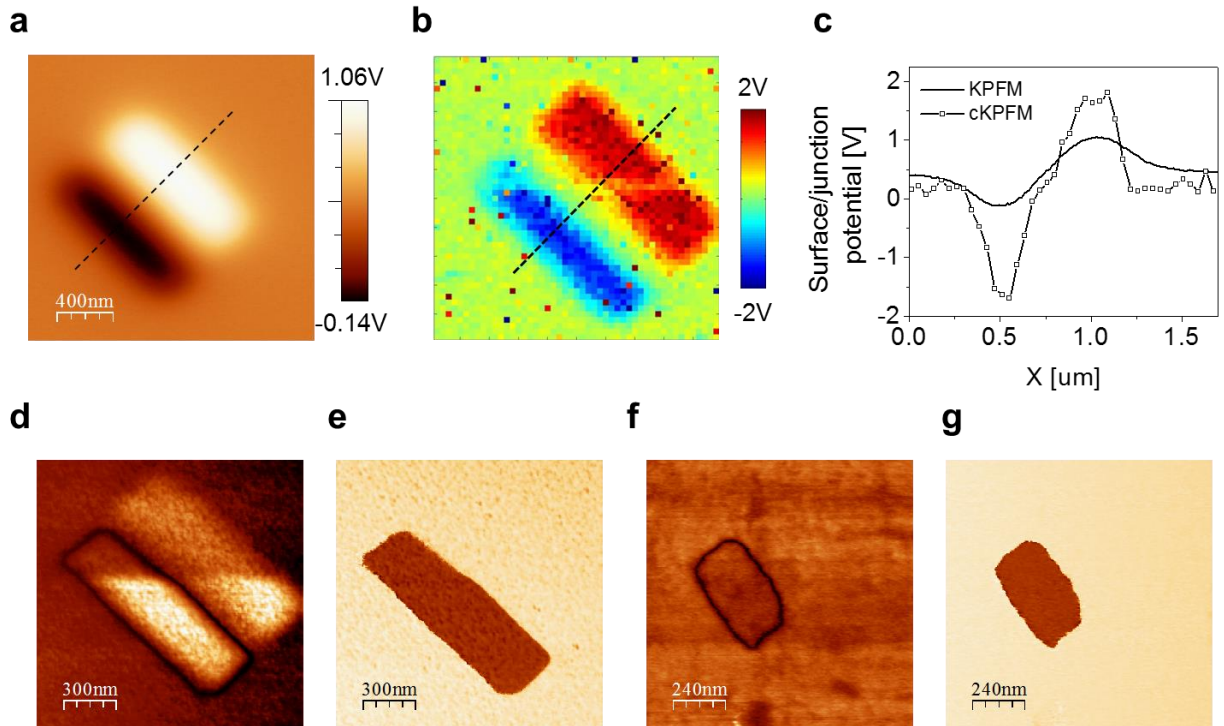 a
1.06V
-0.14V
400nm
b
2V
-2V
c
KPFM
cKPFM
Surface/junction
potential [V]
2
1
0
-1
-2
0.0 0.5 1.0 1.5
X [um]
d
300nm
e
300nm
f
240nm
g
240nm